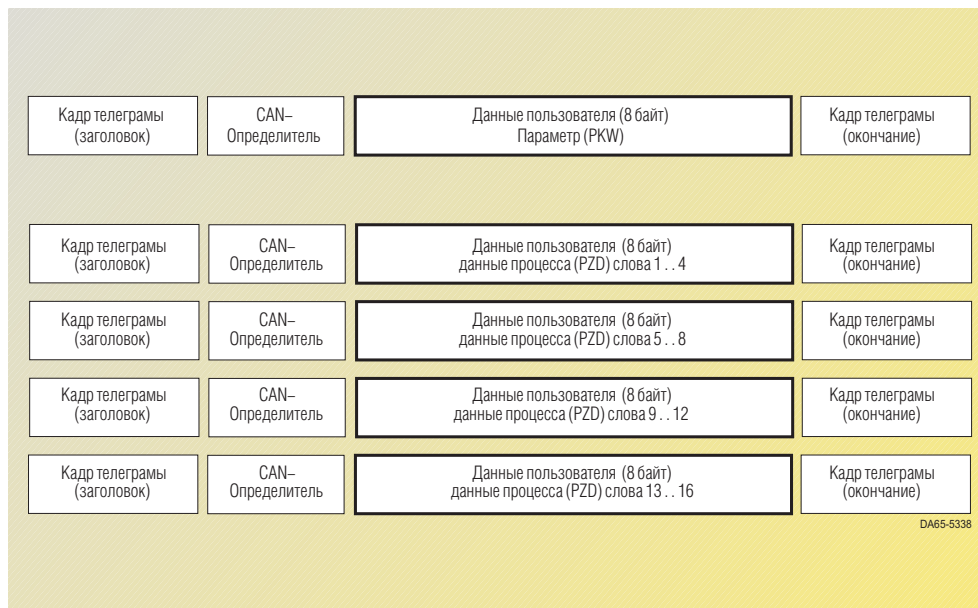 Кадр телеграмы
(заголовок)
CAN–
Определитель
Данные пользователя (8 байт)
Параметр (PKW)
Кадр телеграмы
(окончание)
Кадр телеграмы
(заголовок)
CAN–
Определитель
Данные пользователя (8 байт)
данные процесса (PZD) слова 1 . . 4
Кадр телеграмы
(окончание)
Кадр телеграмы
(заголовок)
CAN–
Определитель
Данные пользователя (8 байт)
данные процесса (PZD) слова 5 . . 8
Кадр телеграмы
(окончание)
Кадр телеграмы
(заголовок)
CAN–
Определитель
Данные пользователя (8 байт)
данные процесса (PZD) слова 9 . . 12
Кадр телеграмы
(окончание)
Кадр телеграмы
(заголовок)
CAN–
Определитель
Данные пользователя (8 байт)
данные процесса (PZD) слова 13 . . 16
Кадр телеграмы
(окончание)
DA65-5338